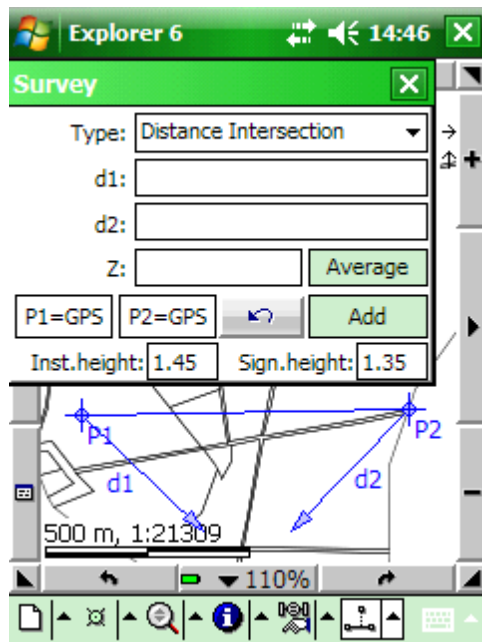 Explorer 6 14:46
Survey
Type: Distance Intersection
d1:
d2:
Z: Average
P1=GPS P2=GPS Add
Inst.height: 1.45 Sign.height: 1.35
P1 P2
d1 d2
500 m, 1:21309
110%